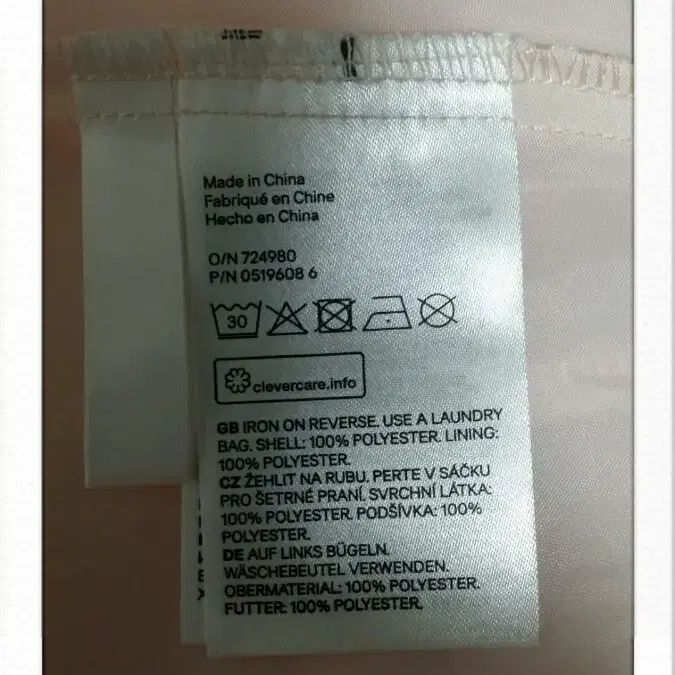 Made in China
Fabriqué en Chine
Hecho en China
O/N 724980
P/N 0519608 6
30
clevercare.info
GB IRON ON REVERSE. USE A LAUNDRY
BAG. SHELL: 100% POLYESTER. LINING:
100% POLYESTER.
CZ ŽEHLIT NA RUBU. PERTE V SÁČKU
PRO ŠETRNÉ PRANÍ. SVRCHNÍ LÁTKA:
100% POLYESTER. PODŠÍVKA: 100%
POLYESTER.
DE AUF LINKS BÜGELN.
WÄSCHEBEUTEL VERWENDEN.
OBERMATERIAL: 100% POLYESTER.
FUTTER: 100% POLYESTER.